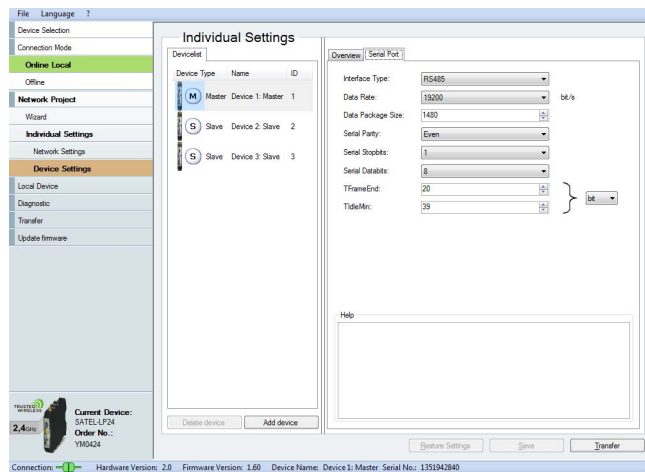 File Language ?
Device Selection
Connection Mode
Online Local
Offline
Network Project
Wizard
Individual Settings
Network Settings
Device Settings
Local Device
Diagnostic
Transfer
Update firmware
TRUSTED WIRELESS
2,4GHz
Current Device:
SATEL-LP24
Order No.:
YM0424
Individual Settings
Devicelist
Device Type Name ID
M Master Device 1: Master 1
S Slave Device 2: Slave 2
S Slave Device 3: Slave 3
Delete device Add device
Overview Serial Port
Interface Type: RS485
Data Rate: 19200 bit/s
Data Package Size: 1480
Serial Parity: Even
Serial Stopbits: 1
Serial Databits: 8
TFrameEnd: 20
TIdleMin: 39
bit
Help
Restore Settings Save Transfer
Connection: Hardware Version: 2.0 Firmware Version: 1.60 Device Name: Device 1: Master Serial No.: 1351942840